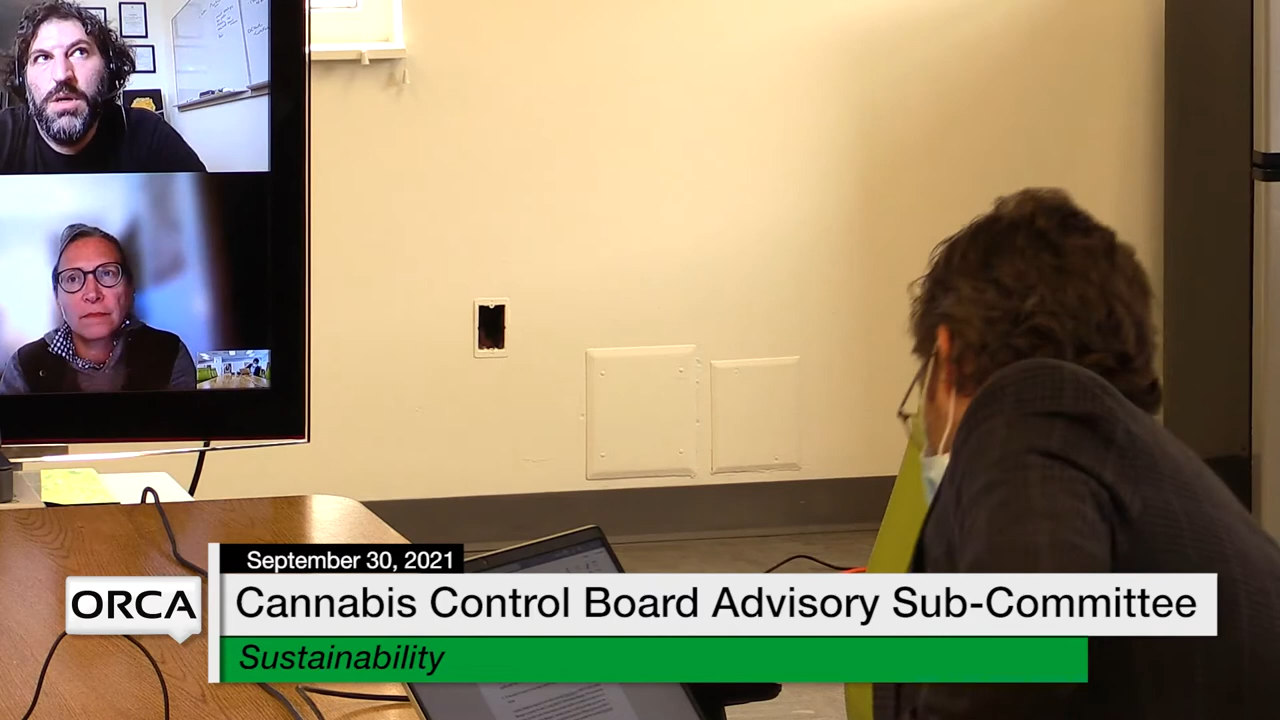 September 30, 2021
ORCA
Cannabis Control Board Advisory Sub-Committee
Sustainability